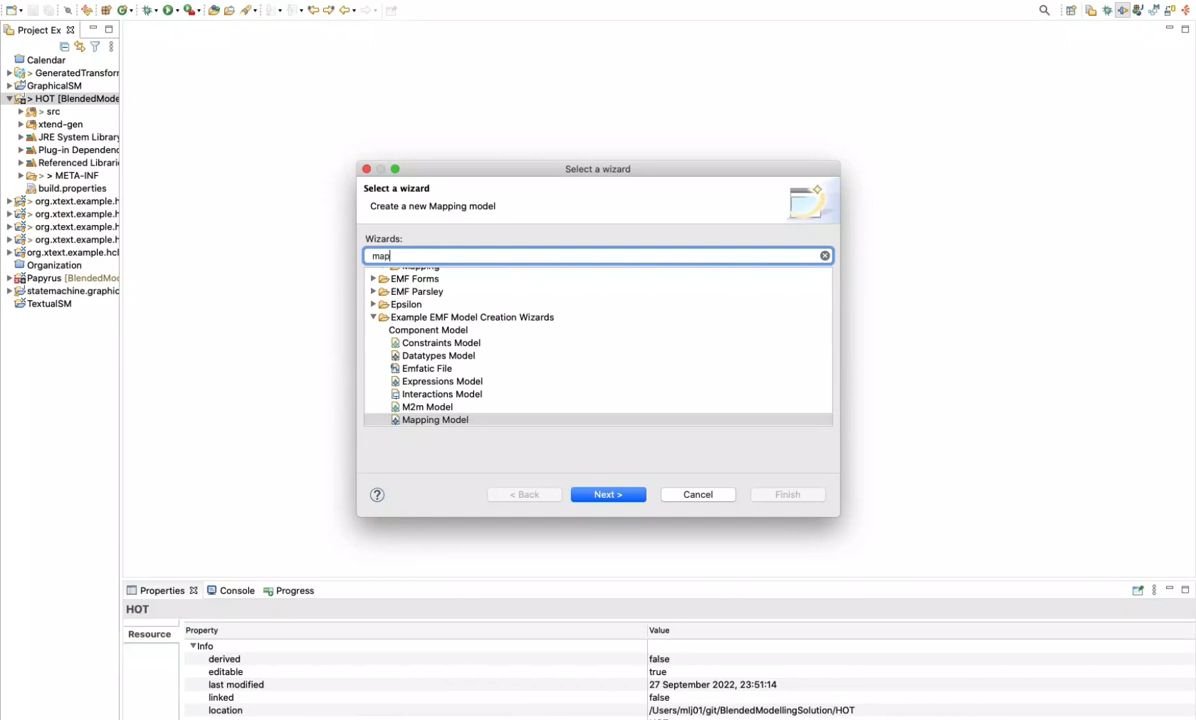 Project Ex
Calendar
> GeneratedTransform
GraphicalSM
> HOT [BlendedMode
> src
xtend-gen
JRE System Library
Plug-in Dependenc
Referenced Librarie
> META-INF
build.properties
> org.xtext.example.h
> org.xtext.example.h
> org.xtext.example.h
> org.xtext.example.h
org.xtext.example.hcl
Organization
Papyrus [BlendedMod
statemachine.graphic
TextualSM
Select a wizard
Select a wizard
Create a new Mapping model
Wizards:
map
Mapping
EMF Forms
EMF Parsley
Epsilon
Example EMF Model Creation Wizards
Component Model
Constraints Model
Datatypes Model
Emfatic File
Expressions Model
Interactions Model
M2m Model
Mapping Model
?
< Back
Next >
Cancel
Finish
Properties
Console
Progress
HOT
Resource
Property
Value
Info
derived
false
editable
true
last modified
27 September 2022, 23:51:14
linked
false
location
/Users/mlj01/git/BlendedModellingSolution/HOT